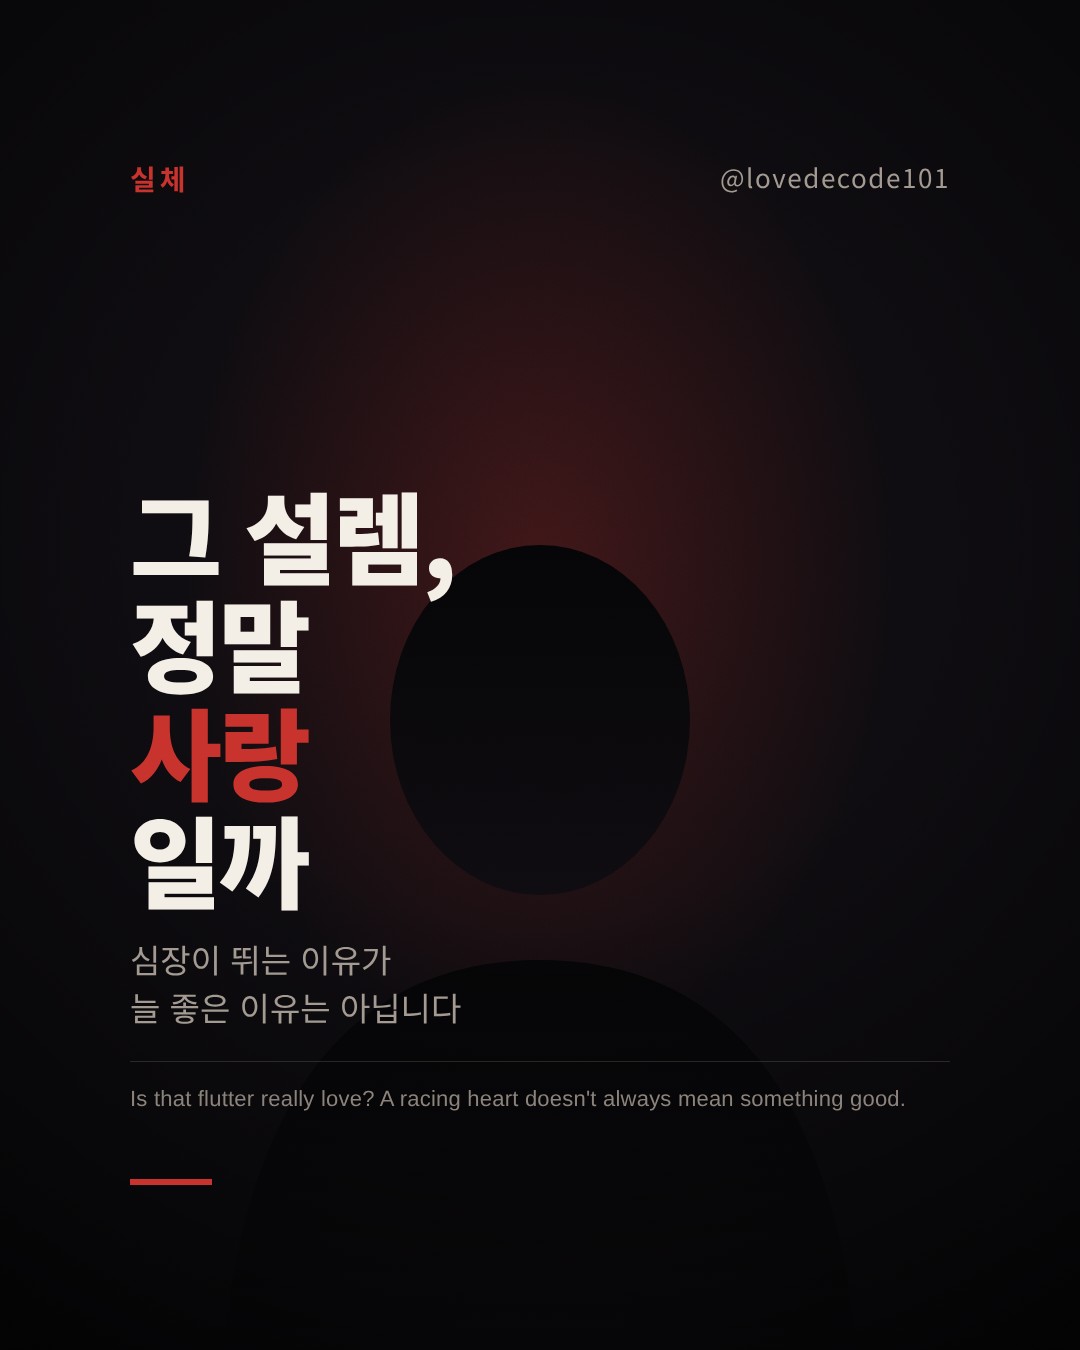 실체
@lovedecode101
그 설렘,
정말
사랑
일까
심장이 뛰는 이유가
늘 좋은 이유는 아닙니다
Is that flutter really love? A racing heart doesn't always mean something good.